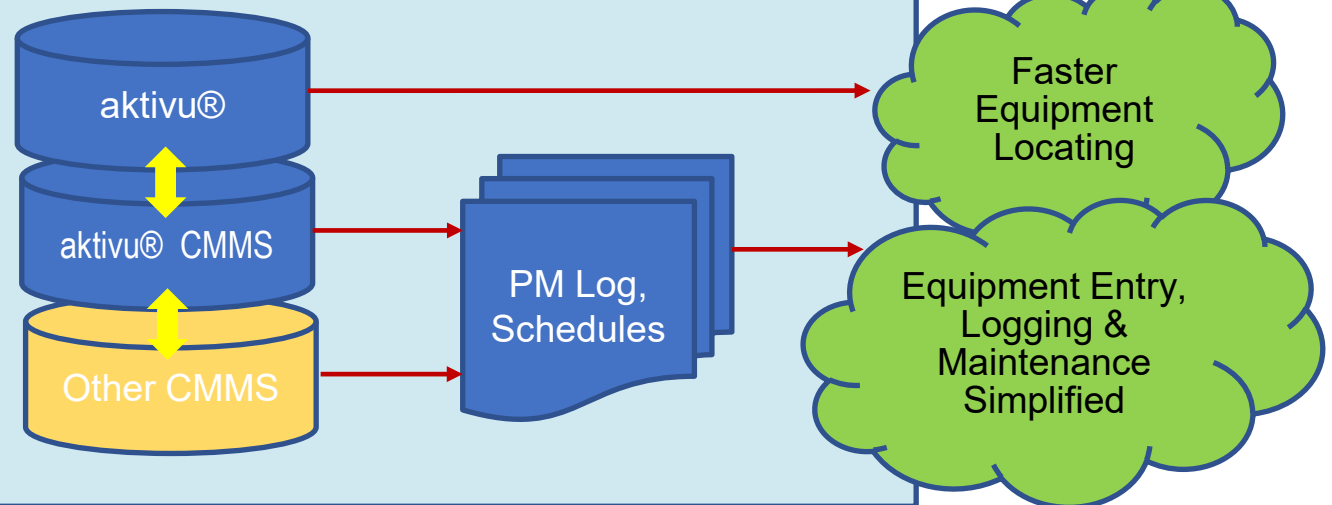 aktivu®
aktivu® CMMS
Other CMMS
PM Log,
Schedules
Faster
Equipment
Locating
Equipment Entry,
Logging &
Maintenance
Simplified